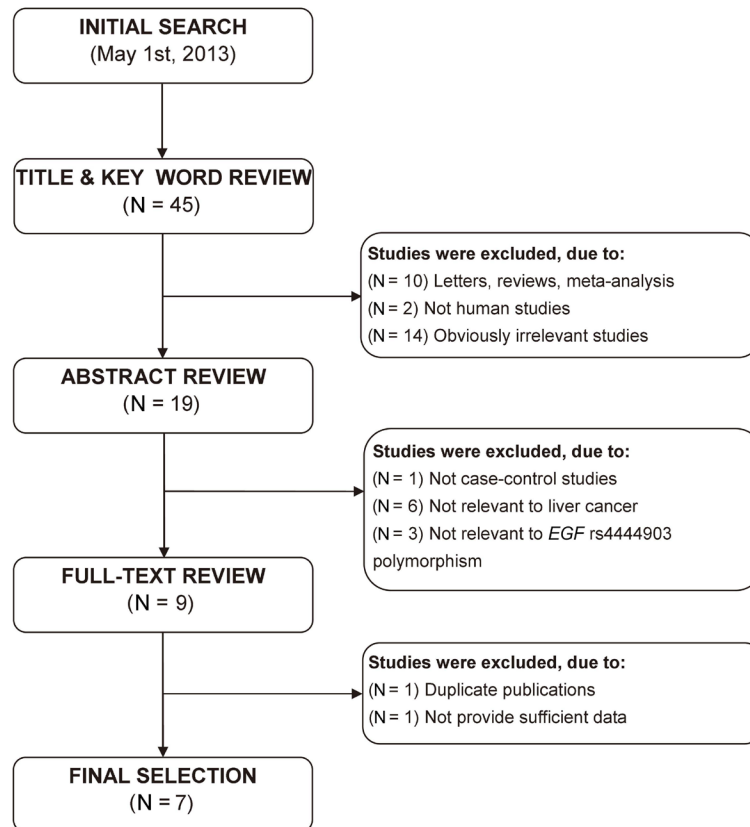 INITIAL SEARCH
(May 1st, 2013)
TITLE & KEY WORD REVIEW
(N = 45)
Studies were excluded, due to:
(N = 10) Letters, reviews, meta-analysis
(N = 2) Not human studies
(N = 14) Obviously irrelevant studies
ABSTRACT REVIEW
(N = 19)
Studies were excluded, due to:
(N = 1) Not case-control studies
(N = 6) Not relevant to liver cancer
(N = 3) Not relevant to EGF rs4444903
polymorphism
FULL-TEXT REVIEW
(N = 9)
Studies were excluded, due to:
(N = 1) Duplicate publications
(N = 1) Not provide sufficient data
FINAL SELECTION
(N = 7)